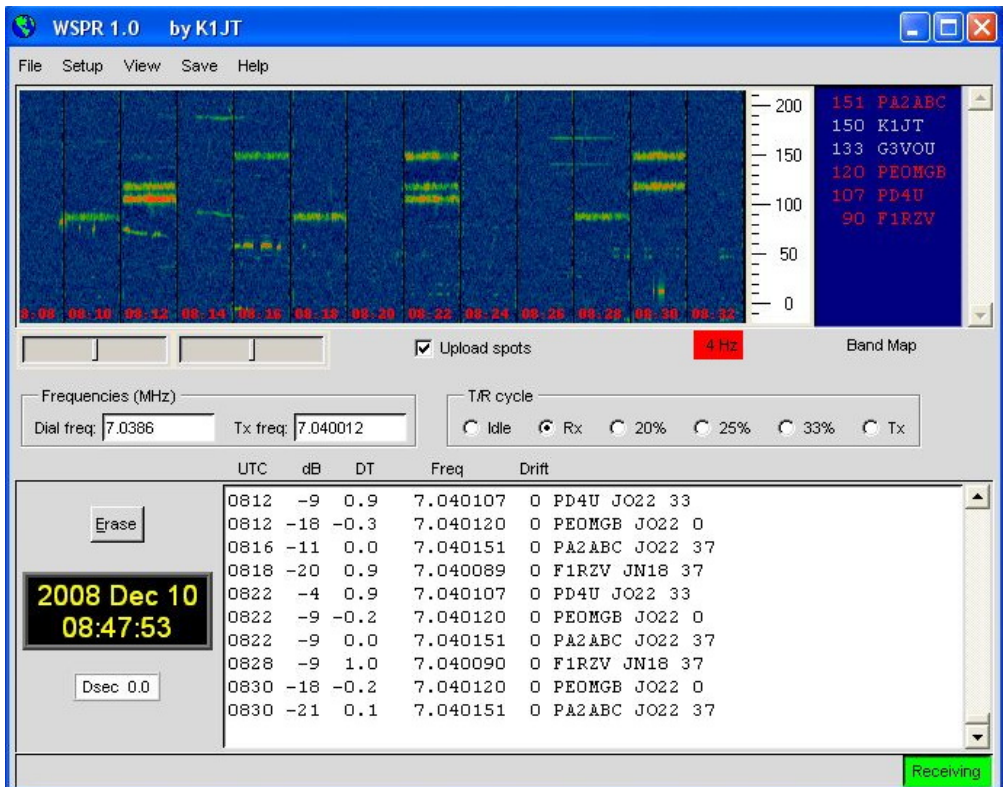 WSPR 1.0 by K1JT
File Setup View Save Help
200
150
100
50
0
8:08 08:10 08:12 08:14 08:16 08:18 08:20 08:22 08:24 08:26 08:28 08:30 08:32
151 PA2ABC
150 K1JT
133 G3VOU
120 PE0MGB
107 PD4U
90 F1RZV
Upload spots
4 Hz
Band Map
Frequencies (MHz)
Dial freq: 7.0386 Tx freq: 7.040012
T/R cycle
Idle Rx 20% 25% 33% Tx
UTC dB DT Freq Drift
0812 -9 0.9 7.040107 0 PD4U JO22 33
0812 -18 -0.3 7.040120 0 PE0MGB JO22 0
0816 -11 0.0 7.040151 0 PA2ABC JO22 37
0818 -20 0.9 7.040089 0 F1RZV JN18 37
0822 -4 0.9 7.040107 0 PD4U JO22 33
0822 -9 -0.2 7.040120 0 PE0MGB JO22 0
0822 -9 0.0 7.040151 0 PA2ABC JO22 37
0828 -9 1.0 7.040090 0 F1RZV JN18 37
0830 -18 -0.2 7.040120 0 PE0MGB JO22 0
0830 -21 0.1 7.040151 0 PA2ABC JO22 37
Erase
2008 Dec 10
08:47:53
Dsec 0.0
Receiving